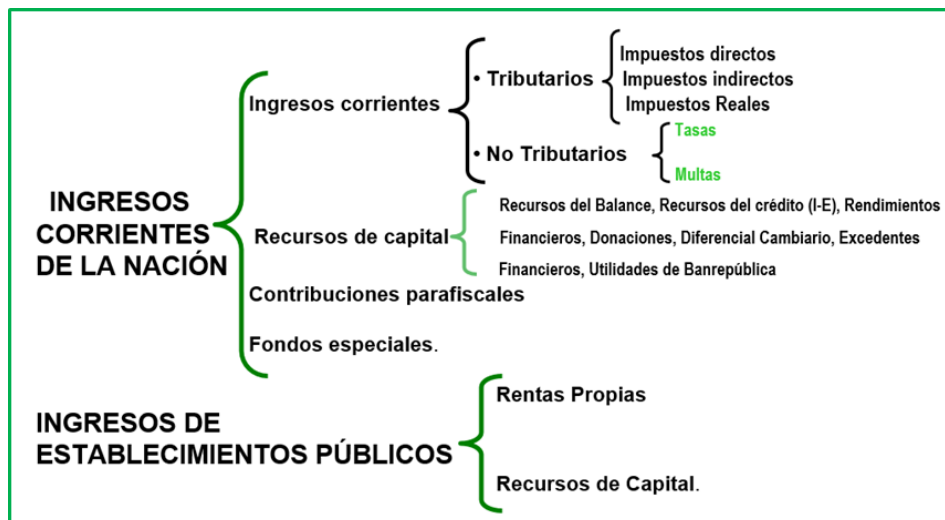 Impuestos directos
• Tributarios
Impuestos indirectos
Ingresos corrientes
Impuestos Reales
Tasas
• No Tributarios
Multas
INGRESOS
CORRIENTES
DE LA NACIÓN
Recursos de capital
Recursos del Balance, Recursos del crédito (I-E), Rendimientos
Financieros, Donaciones, Diferencial Cambiario, Excedentes
Financieros, Utilidades de Banrepública
Contribuciones parafiscales
Fondos especiales.
INGRESOS DE
ESTABLECIMIENTOS PÚBLICOS
Rentas Propias
Recursos de Capital.